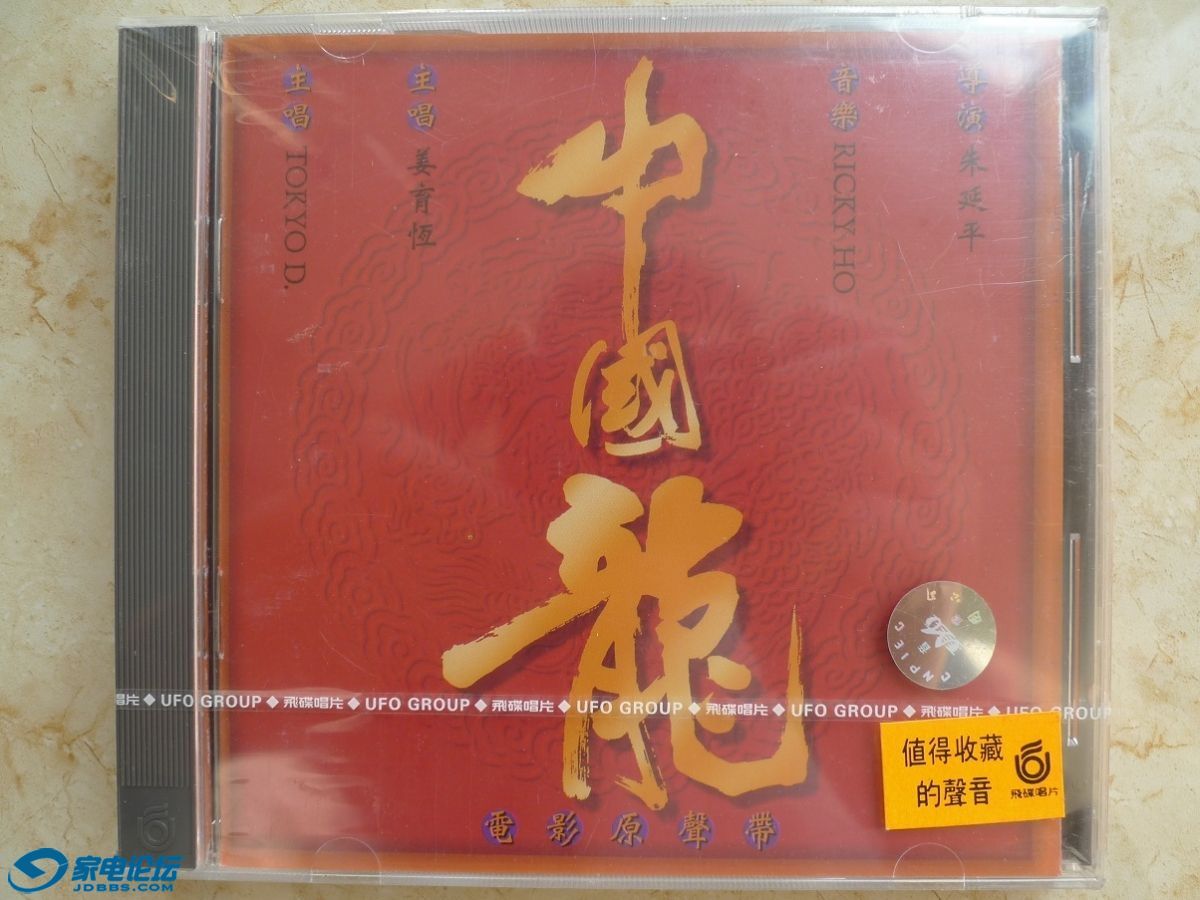 導演 朱延平
音樂 RICKY HO
中國龍
主唱 姜育恆
主唱 TOKYO D.
◆ UFO GROUP ◆ 飛碟唱片 ◆ UFO GROUP ◆ 飛碟唱片 ◆ UFO GROUP ◆ 飛碟唱片 ◆ UFO GROUP ◆ 飛碟唱片 ◆ UFO GROUP
CNPIEC
值得收藏
的聲音
飛碟唱片
電影原聲帶
家电论坛
JDBBS.COM